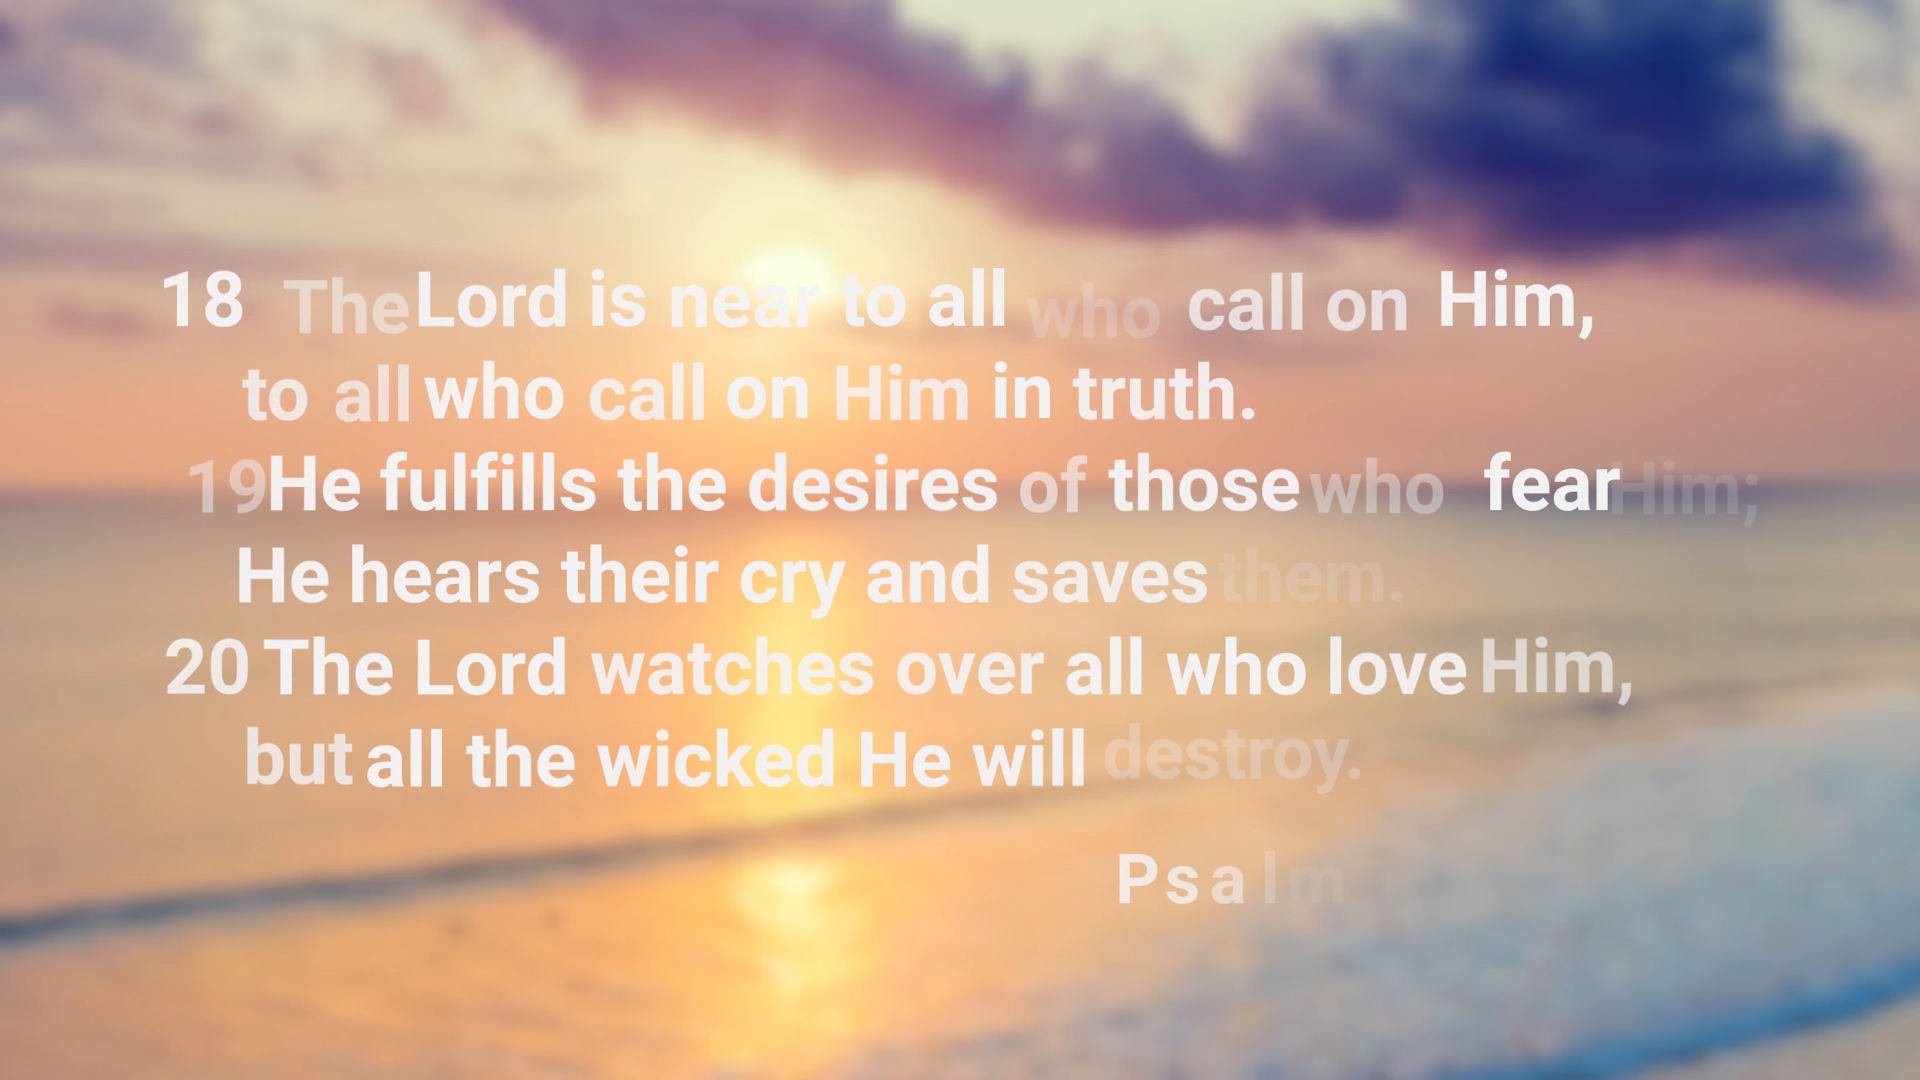 18 The Lord is near to all who call on Him,
to all who call on Him in truth.
19 He fulfills the desires of those who fear Him;
He hears their cry and saves them.
20 The Lord watches over all who love Him,
but all the wicked He will destroy.
Psalm